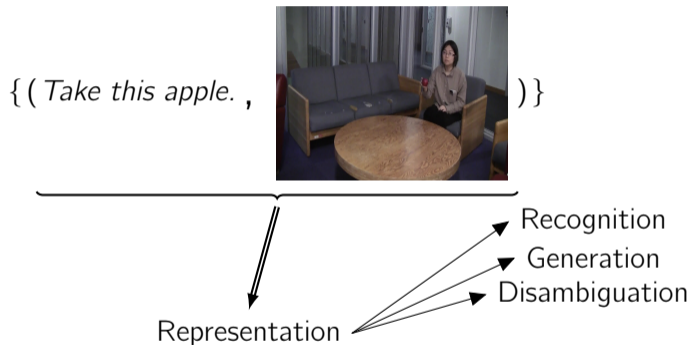 {(Take this apple. , )}
Recognition
Generation
Disambiguation
Representation